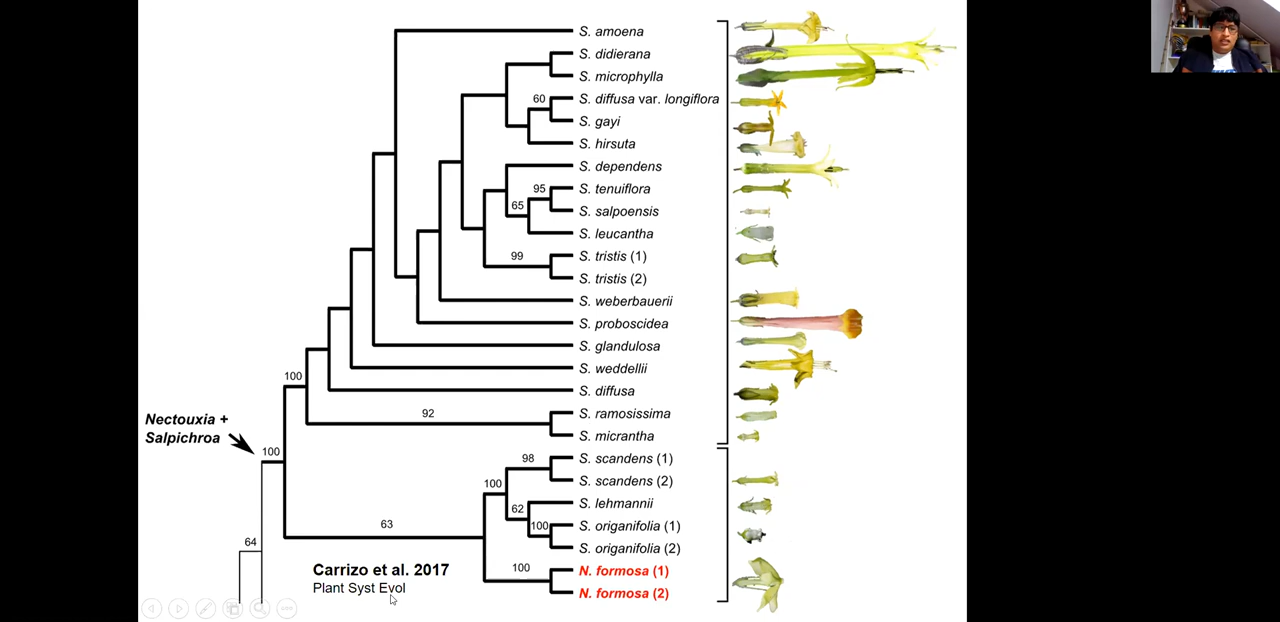 S. amoena
S. didierana
S. microphylla
60
S. diffusa var. longiflora
S. gayi
S. hirsuta
S. dependens
95
S. tenuiflora
65
S. salpoensis
S. leucantha
99
S. tristis (1)
S. tristis (2)
S. weberbauerii
S. proboscidea
S. glandulosa
S. weddellii
100
S. diffusa
92
S. ramosissima
S. micrantha
Nectouxia +
Salpichroa
100
98
S. scandens (1)
100
S. scandens (2)
62
S. lehmannii
63
100
S. origanifolia (1)
64
S. origanifolia (2)
100
N. formosa (1)
N. formosa (2)
Carrizo et al. 2017
Plant Syst Evol